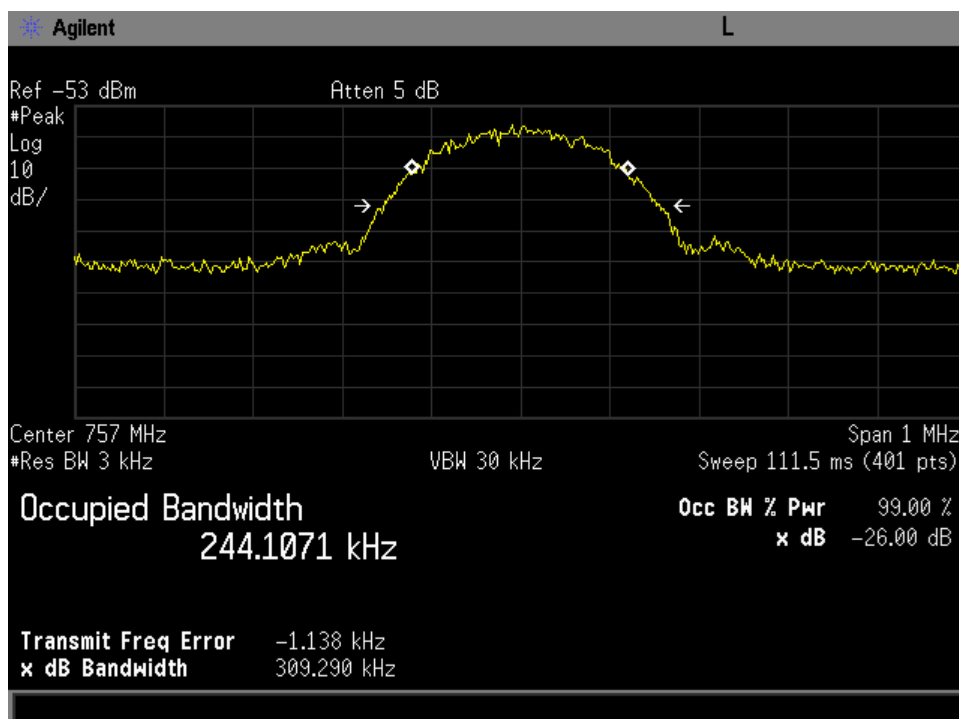 Agilent L
Ref -53 dBm Atten 5 dB
#Peak
Log
10
dB/
Center 757 MHz Span 1 MHz
#Res BW 3 kHz VBW 30 kHz Sweep 111.5 ms (401 pts)
Occupied Bandwidth Occ BW % Pwr 99.00 %
244.1071 kHz x dB -26.00 dB
Transmit Freq Error -1.138 kHz
x dB Bandwidth 309.290 kHz